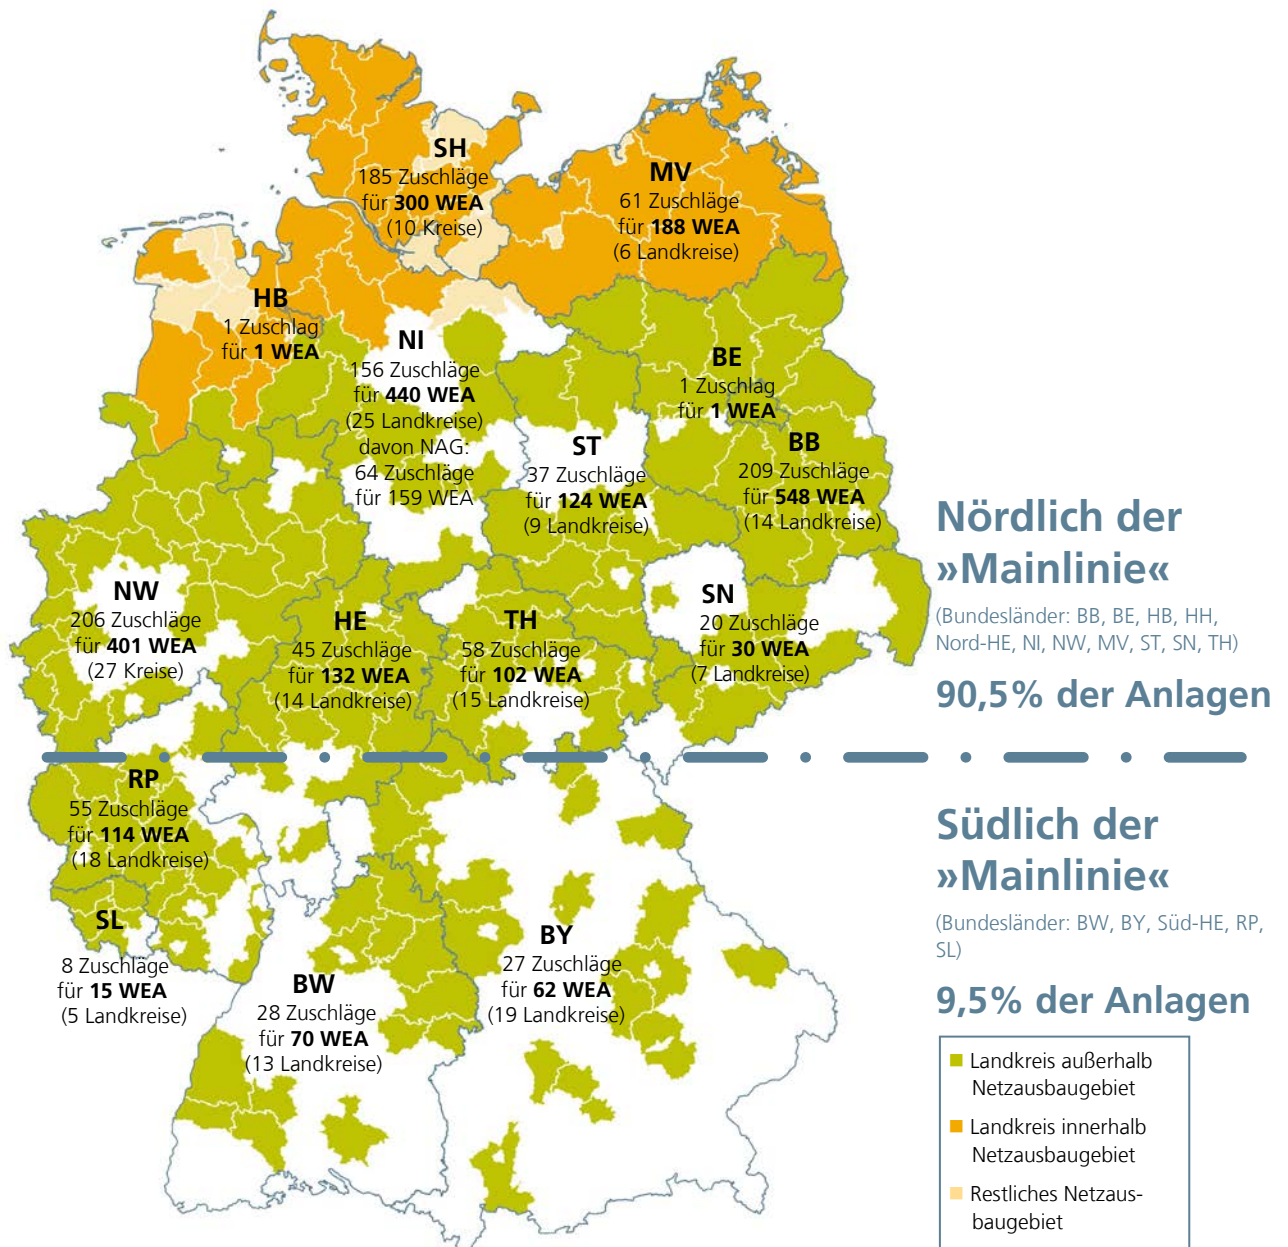 SH
185 Zuschläge
für 300 WEA
(10 Kreise)
MV
61 Zuschläge
für 188 WEA
(6 Landkreise)
HB
1 Zuschlag
für 1 WEA
NI
156 Zuschläge
für 440 WEA
(25 Landkreise)
davon NAG:
64 Zuschläge
für 159 WEA
BE
1 Zuschlag
für 1 WEA
ST
37 Zuschläge
für 124 WEA
(9 Landkreise)
BB
209 Zuschläge
für 548 WEA
(14 Landkreise)
NW
206 Zuschläge
für 401 WEA
(27 Kreise)
HE
45 Zuschläge
für 132 WEA
(14 Landkreise)
TH
58 Zuschläge
für 102 WEA
(15 Landkreise)
SN
20 Zuschläge
für 30 WEA
(7 Landkreise)
Nördlich der
»Mainlinie«
(Bundesländer: BB, BE, HB, HH,
Nord-HE, NI, NW, MV, ST, SN, TH)
90,5% der Anlagen
RP
55 Zuschläge
für 114 WEA
(18 Landkreise)
SL
8 Zuschläge
für 15 WEA
(5 Landkreise)
BW
28 Zuschläge
für 70 WEA
(13 Landkreise)
BY
27 Zuschläge
für 62 WEA
(19 Landkreise)
Südlich der
»Mainlinie«
(Bundesländer: BW, BY, Süd-HE, RP,
SL)
9,5% der Anlagen
Landkreis außerhalb
Netzausbaugebiet
Landkreis innerhalb
Netzausbaugebiet
Restliches Netzaus-
baugebiet